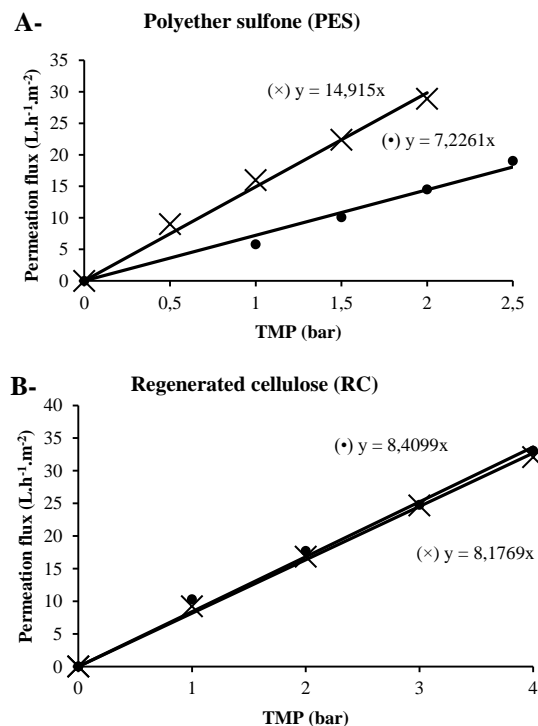 A-
Polyether sulfone (PES)
Permeation flux (L.h-1.m-2)
35
30
25
20
15
10
5
0
(×) y = 14,915x
(•) y = 7,2261x
0
0,5
1
1,5
2
2,5
TMP (bar)
B-
Regenerated cellulose (RC)
Permeation flux (L.h-1.m-2)
40
35
30
25
20
15
10
5
0
(•) y = 8,4099x
(×) y = 8,1769x
0
1
2
3
4
TMP (bar)